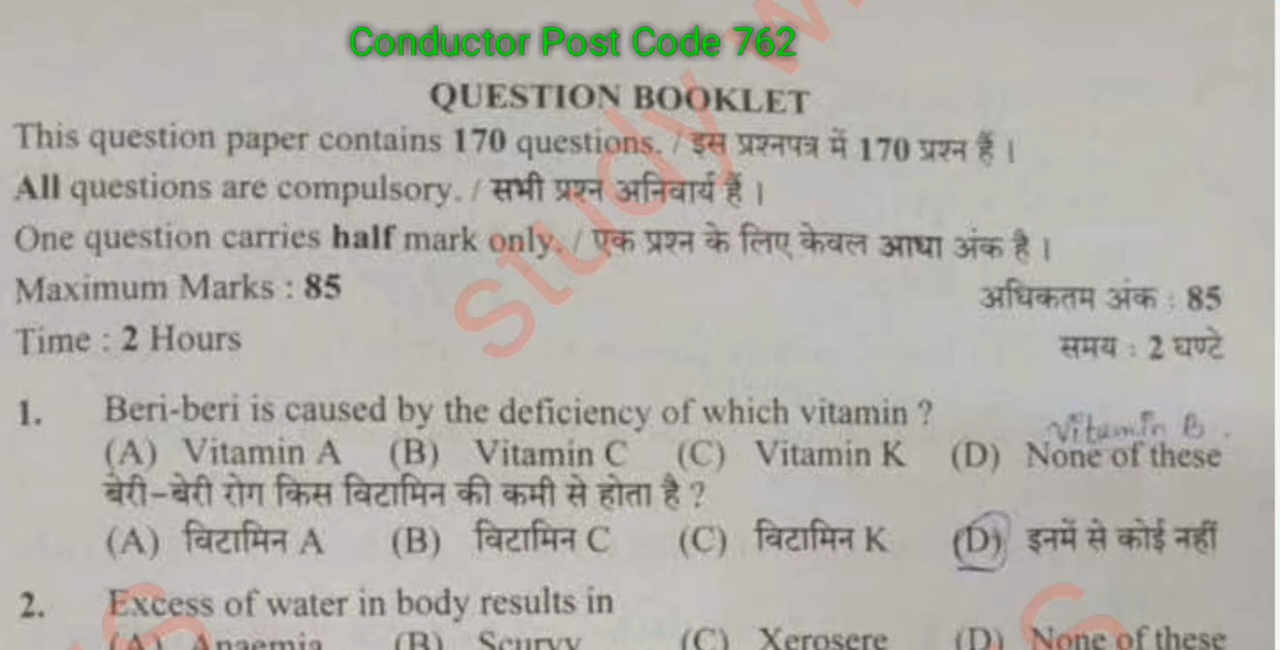 Conductor Post Code 762
QUESTION BOOKLET
This question paper contains 170 questions. / इस प्रश्नपत्र में 170 प्रश्न हैं ।
All questions are compulsory. / सभी प्रश्न अनिवार्य हैं ।
One question carries half mark only. / एक प्रश्न के लिए केवल आधा अंक है ।
Maximum Marks : 85 अधिकतम अंक : 85
Time : 2 Hours समय : 2 घण्टे
1. Beri-beri is caused by the deficiency of which vitamin ?
Vitamin B.
(A) Vitamin A (B) Vitamin C (C) Vitamin K (D) None of these
बेरी-बेरी रोग किस विटामिन की कमी से होता है ?
(A) विटामिन A (B) विटामिन C (C) विटामिन K (D) इनमें से कोई नहीं
2. Excess of water in body results in
(A) Anaemia (B) Scurvy (C) Xerosere (D) None of these
Study